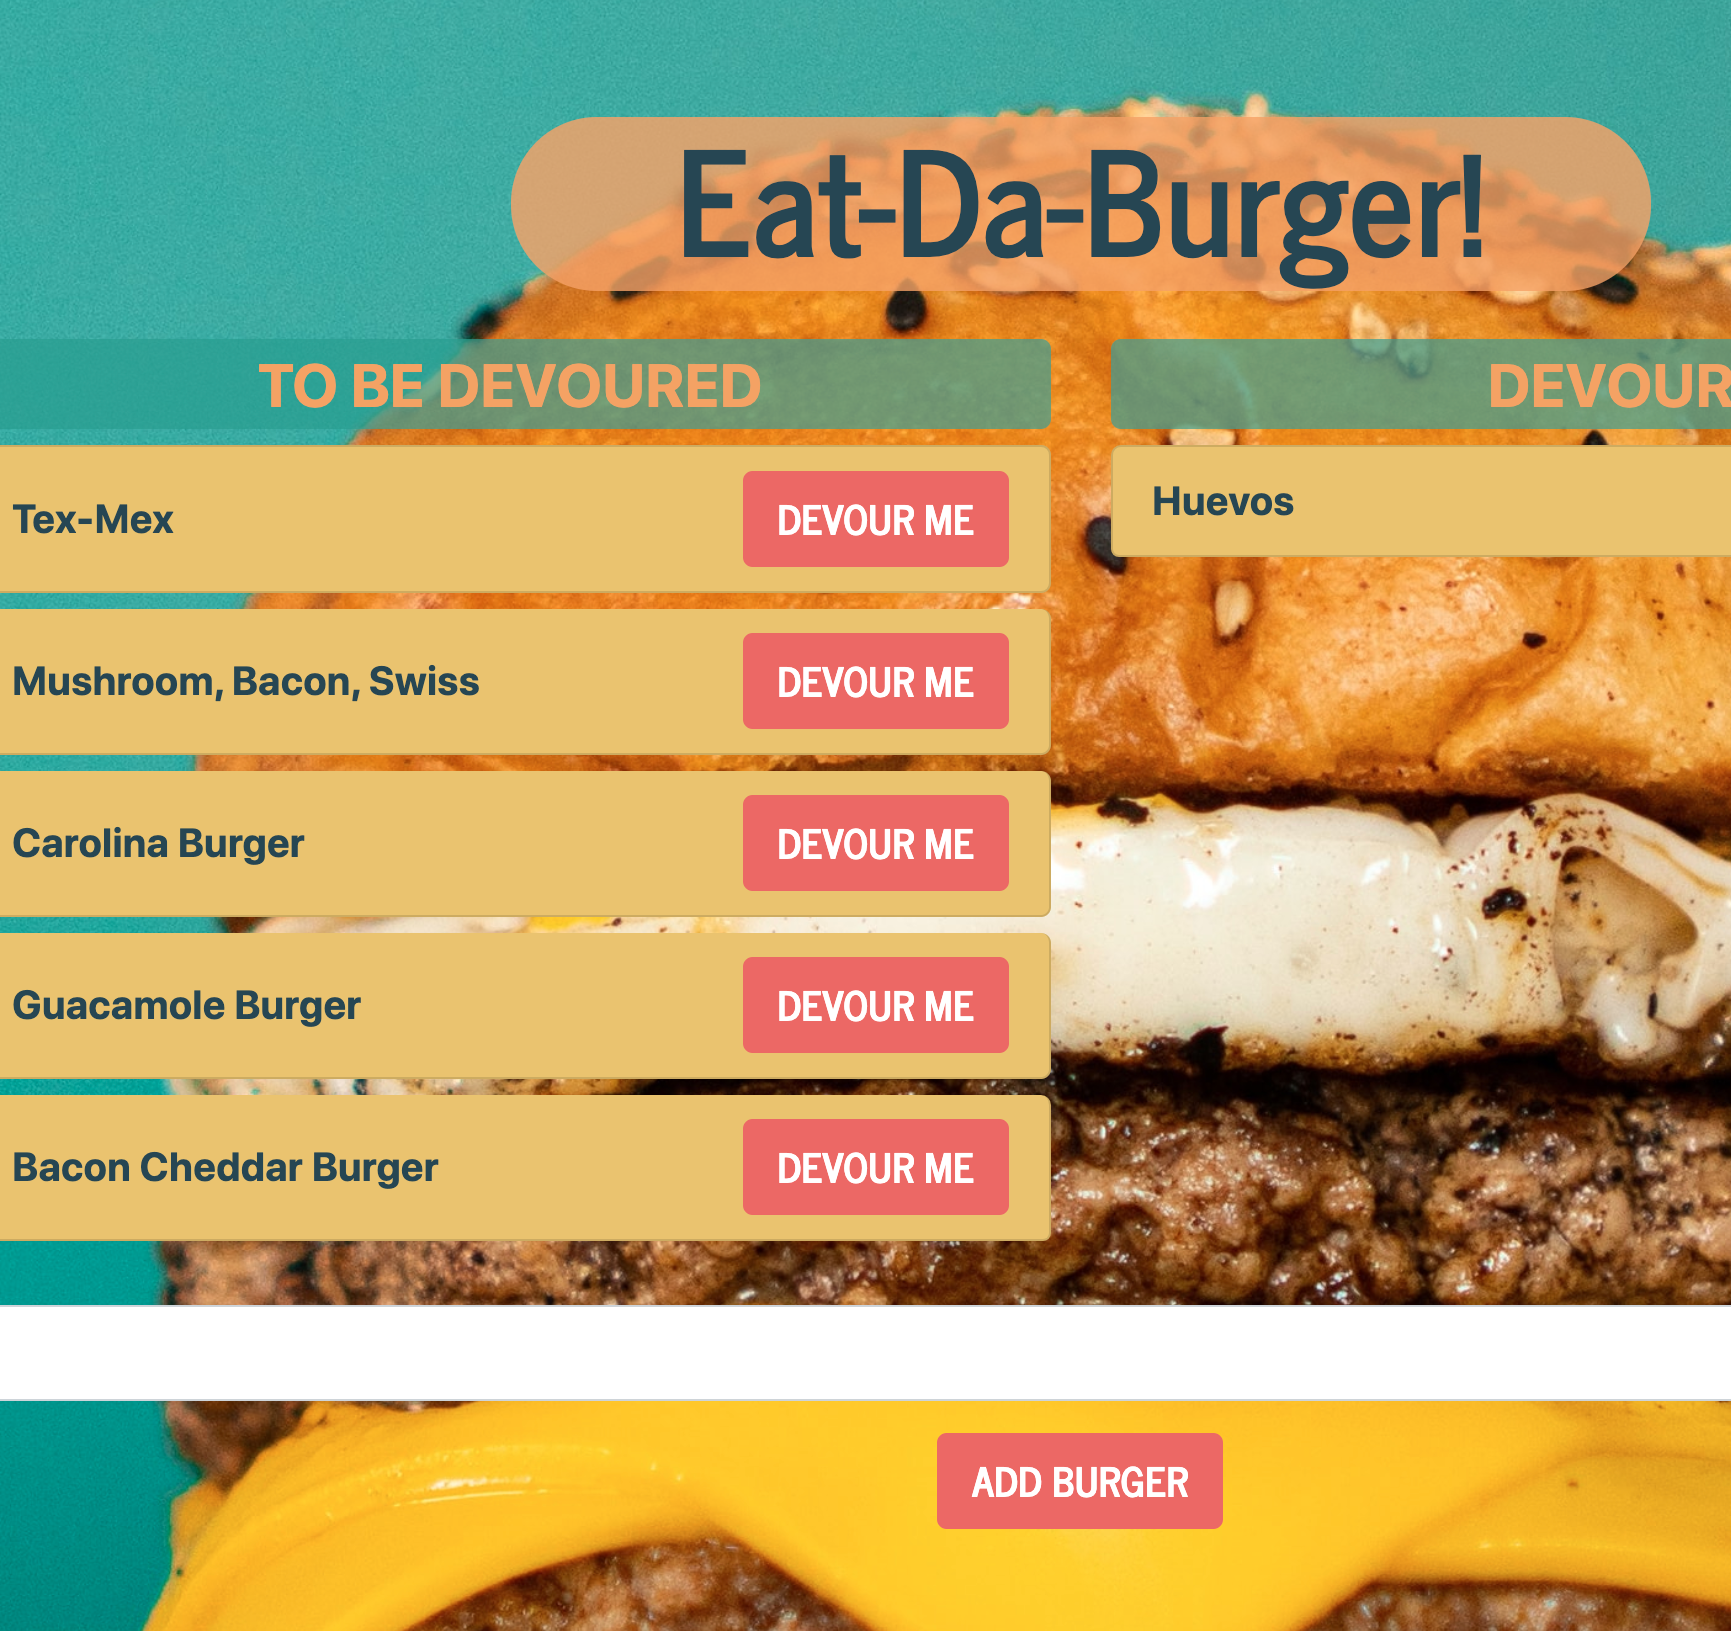 Eat-Da-Burger!
TO BE DEVOURED
Tex-Mex
DEVOUR ME
Mushroom, Bacon, Swiss
DEVOUR ME
Carolina Burger
DEVOUR ME
Guacamole Burger
DEVOUR ME
Bacon Cheddar Burger
DEVOUR ME
DEVOUR
Huevos
ADD BURGER